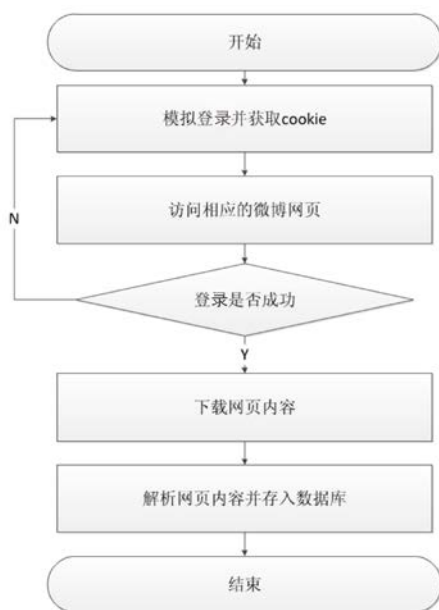 开始
模拟登录并获取cookie
访问相应的微博网页
N
登录是否成功
Y
下载网页内容
解析网页内容并存入数据库
结束